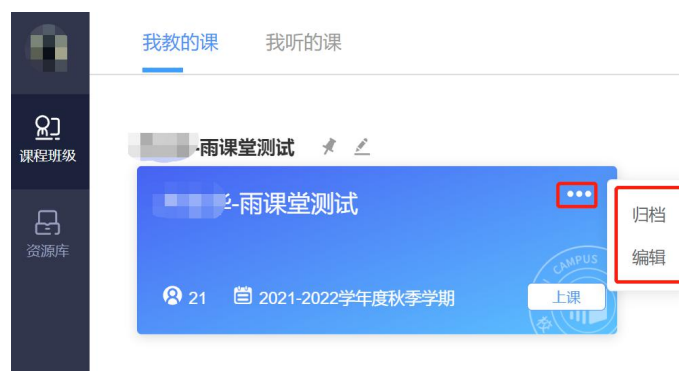 我教的课 我听的课
课程班级
-雨课堂测试
-雨课堂测试
归档
资源库
编辑
CAMPUS
21 2021-2022学年度秋季学期 上课